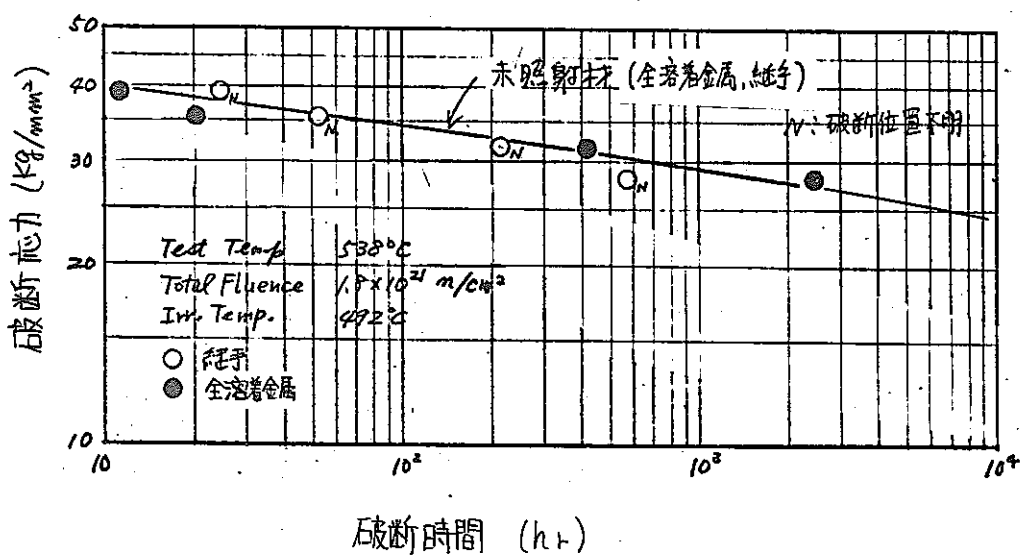 50
40
30
20
10
破断応力 (Kg/mm²)
未照射材 (全溶着金属,継手)
N:破断位置不明
N
N
N
N
Test Temp 538°C
Total Fluence 1.8×10²¹ n/cm²
Irr. Temp. 492°C
○ 継手
● 全溶着金属
10 10² 10³ 10⁴
破断時間 (hr)